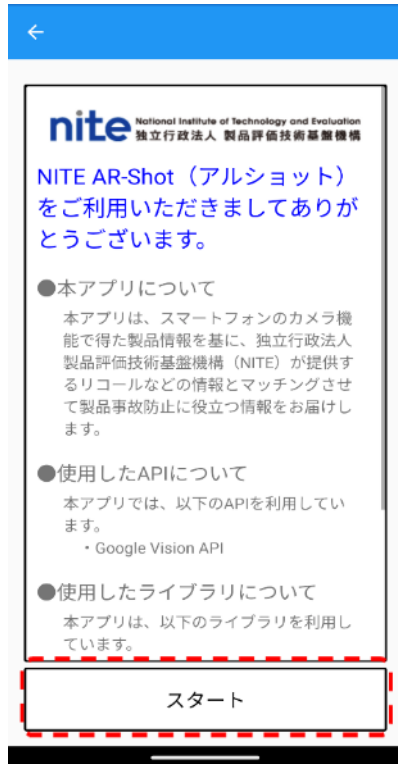 nite National Institute of Technology and Evaluation
独立行政法人 製品評価技術基盤機構
NITE AR-Shot（アルショット）
をご利用いただきましてありが
とうございます。
●本アプリについて
本アプリは、スマートフォンのカメラ機
能で得た製品情報を基に、独立行政法人
製品評価技術基盤機構（NITE）が提供す
るリコールなどの情報とマッチングさせ
て製品事故防止に役立つ情報をお届けし
ます。
●使用したAPIについて
本アプリでは、以下のAPIを利用してい
ます。
・Google Vision API
●使用したライブラリについて
本アプリは、以下のライブラリを利用し
ています。
スタート